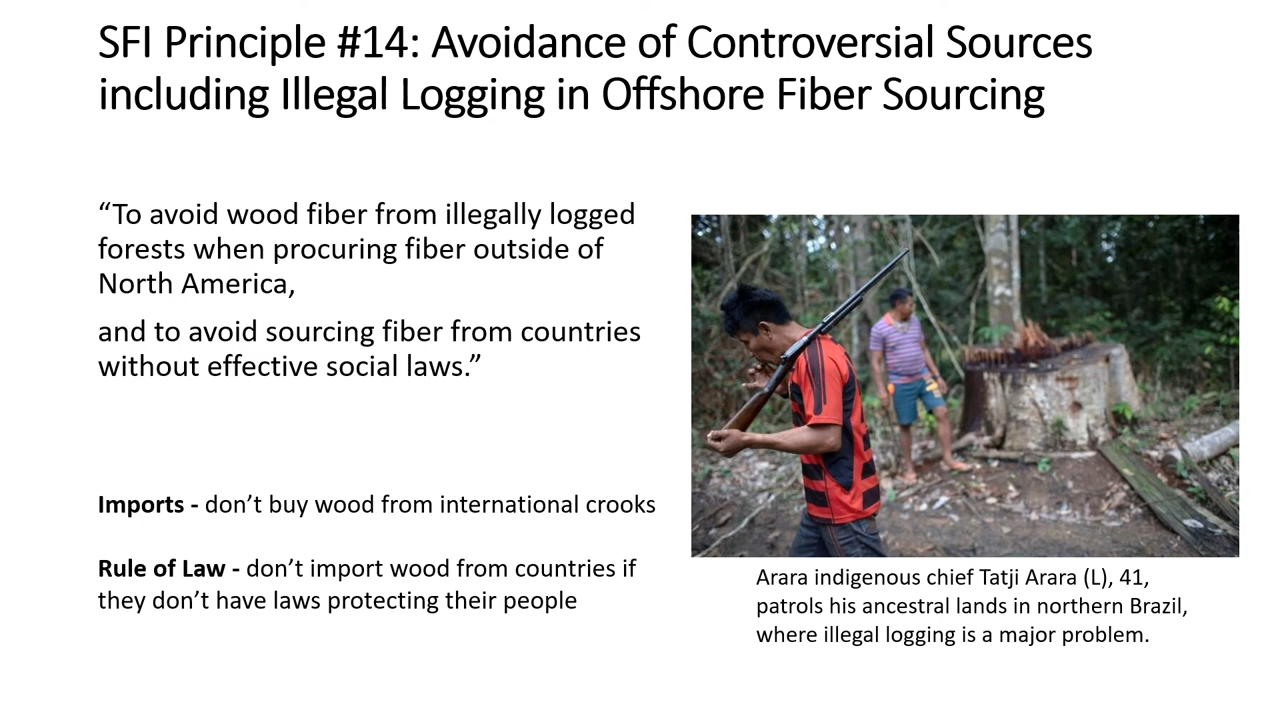 SFI Principle #14: Avoidance of Controversial Sources
including Illegal Logging in Offshore Fiber Sourcing
“To avoid wood fiber from illegally logged
forests when procuring fiber outside of
North America,
and to avoid sourcing fiber from countries
without effective social laws.”
Imports - don’t buy wood from international crooks
Rule of Law - don’t import wood from countries if
they don’t have laws protecting their people
Arara indigenous chief Tatji Arara (L), 41,
patrols his ancestral lands in northern Brazil,
where illegal logging is a major problem.